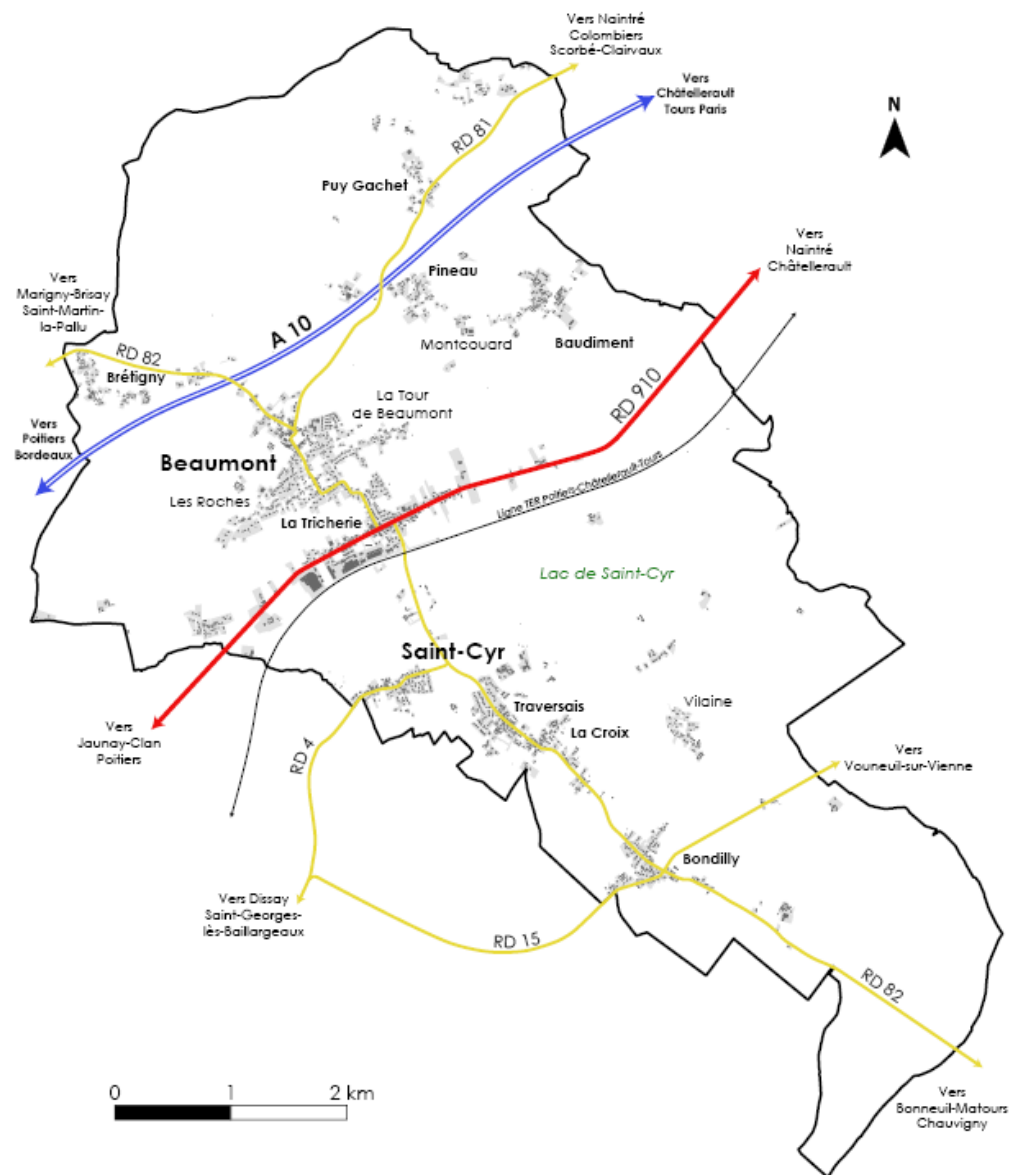 Vers Naintré
Colombiers
Scorbé-Clairvaux
Vers
Châtellerault
Tours Paris
N
RD 81
Puy Gachet
Vers
Naintré
Châtellerault
Pineau
Vers
Marigny-Brisay
Saint-Martin-
la-Pallu
A 10
Montcouard
Baudiment
RD 82
Brétigny
RD 910
La Tour
de Beaumont
Vers
Poitiers
Bordeaux
Beaumont
Les Roches
Ligne TER Poitiers-Châtellerault-Tours
La Tricherie
Lac de Saint-Cyr
Saint-Cyr
Traversais
Vilaine
La Croix
Vers
Jaunay-Clan
Poitiers
RD 4
Vers
Vouneuil-sur-Vienne
Bondilly
Vers Dissay
Saint-Georges-
lès-Baillargeaux
RD 15
RD 82
0 1 2 km
Vers
Bonneuil-Matours
Chauvigny